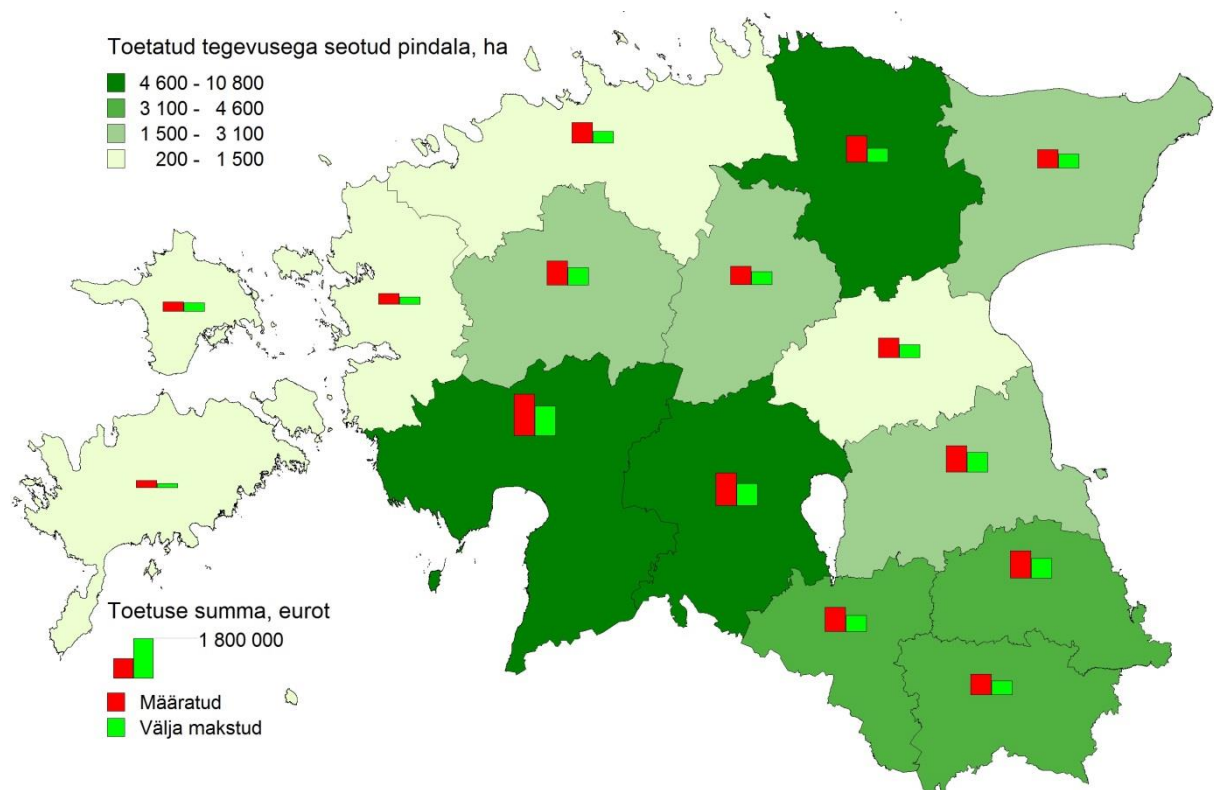 Toetatud tegevusega seotud pindala, ha
4 600 - 10 800
3 100 - 4 600
1 500 - 3 100
200 - 1 500
Toetuse summa, eurot
1 800 000
Määratud
Välja makstud